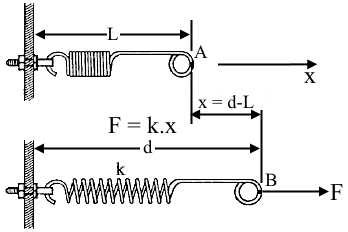 L
A
x
x = d-L
F = k.x
d
k
B
F